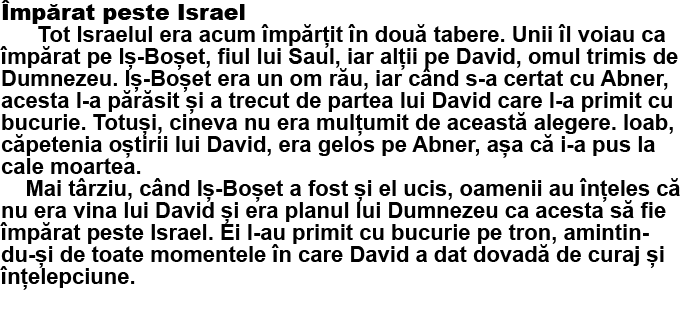 Împărat peste Israel
Tot Israelul era acum împărțit în două tabere. Unii îl voiau ca
împărat pe Iș-Boșet, fiul lui Saul, iar alții pe David, omul trimis de
Dumnezeu. Iș-Boșet era un om rău, iar când s-a certat cu Abner,
acesta l-a părăsit și a trecut de partea lui David care l-a primit cu
bucurie. Totuși, cineva nu era mulțumit de această alegere. Ioab,
căpetenia oștirii lui David, era gelos pe Abner, așa că i-a pus la
cale moartea.
Mai târziu, când Iș-Boșet a fost și el ucis, oamenii au înțeles că
nu era vina lui David și era planul lui Dumnezeu ca acesta să fie
împărat peste Israel. Ei l-au primit cu bucurie pe tron, amintin-
du-și de toate momentele în care David a dat dovadă de curaj și
înțelepciune.